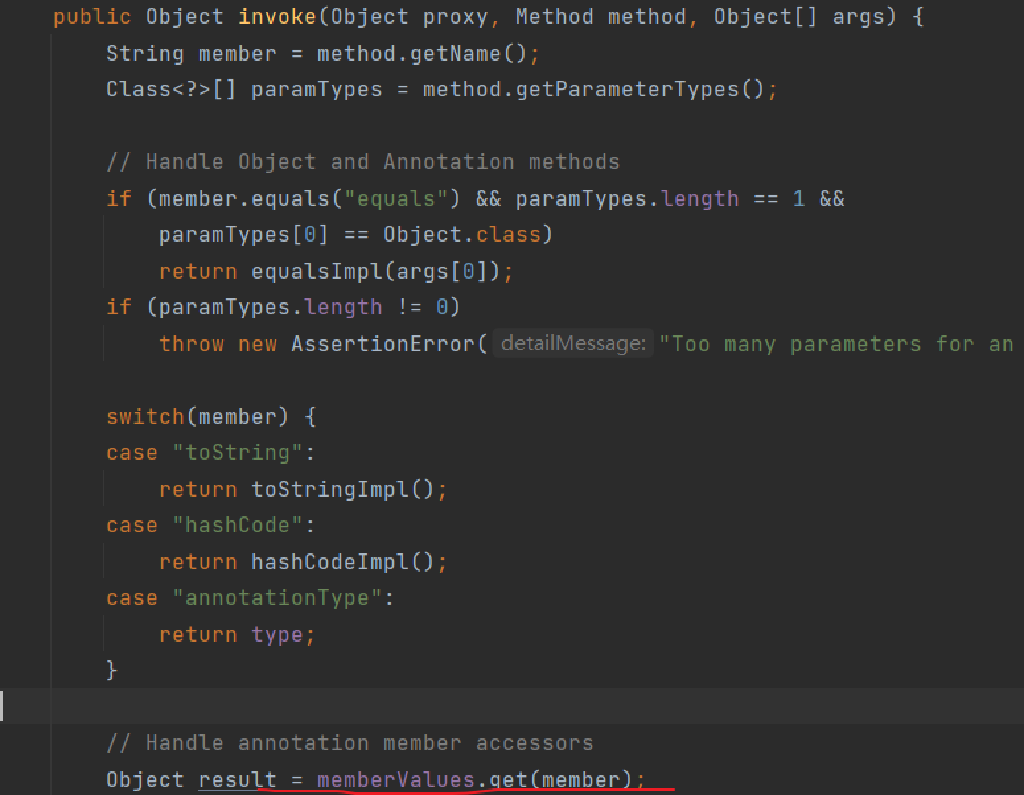 public Object invoke(Object proxy, Method method, Object[] args) {
String member = method.getName();
Class<?>[] paramTypes = method.getParameterTypes();
// Handle Object and Annotation methods
if (member.equals("equals") && paramTypes.length == 1 &&
paramTypes[0] == Object.class)
return equalsImpl(args[0]);
if (paramTypes.length != 0)
throw new AssertionError( detailMessage: "Too many parameters for an
switch(member) {
case "toString":
return toStringImpl();
case "hashCode":
return hashCodeImpl();
case "annotationType":
return type;
}
// Handle annotation member accessors
Object result = memberValues.get(member);